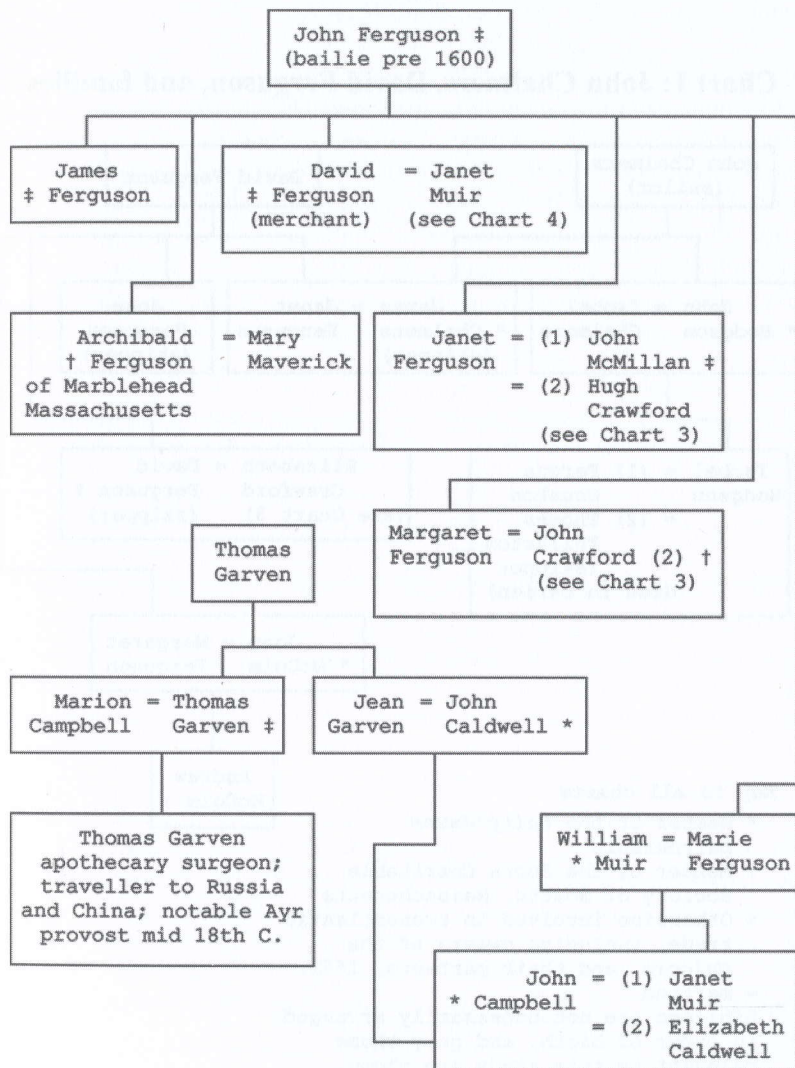 John Ferguson ‡
(bailie pre 1600)
James
‡ Ferguson
David = Janet
‡ Ferguson Muir
(merchant) (see Chart 4)
Archibald = Mary
† Ferguson Maverick
of Marblehead
Massachusetts
Janet = (1) John
Ferguson McMillan ‡
= (2) Hugh
Crawford
(see Chart 3)
Margaret = John
Ferguson Crawford (2) †
(see Chart 3)
Thomas
Garven
Marion = Thomas
Campbell Garven ‡
Jean = John
Garven Caldwell *
Thomas Garven
apothecary surgeon;
traveller to Russia
and China; notable Ayr
provost mid 18th C.
William = Marie
* Muir Ferguson
John = (1) Janet
* Campbell Muir
= (2) Elizabeth
Caldwell